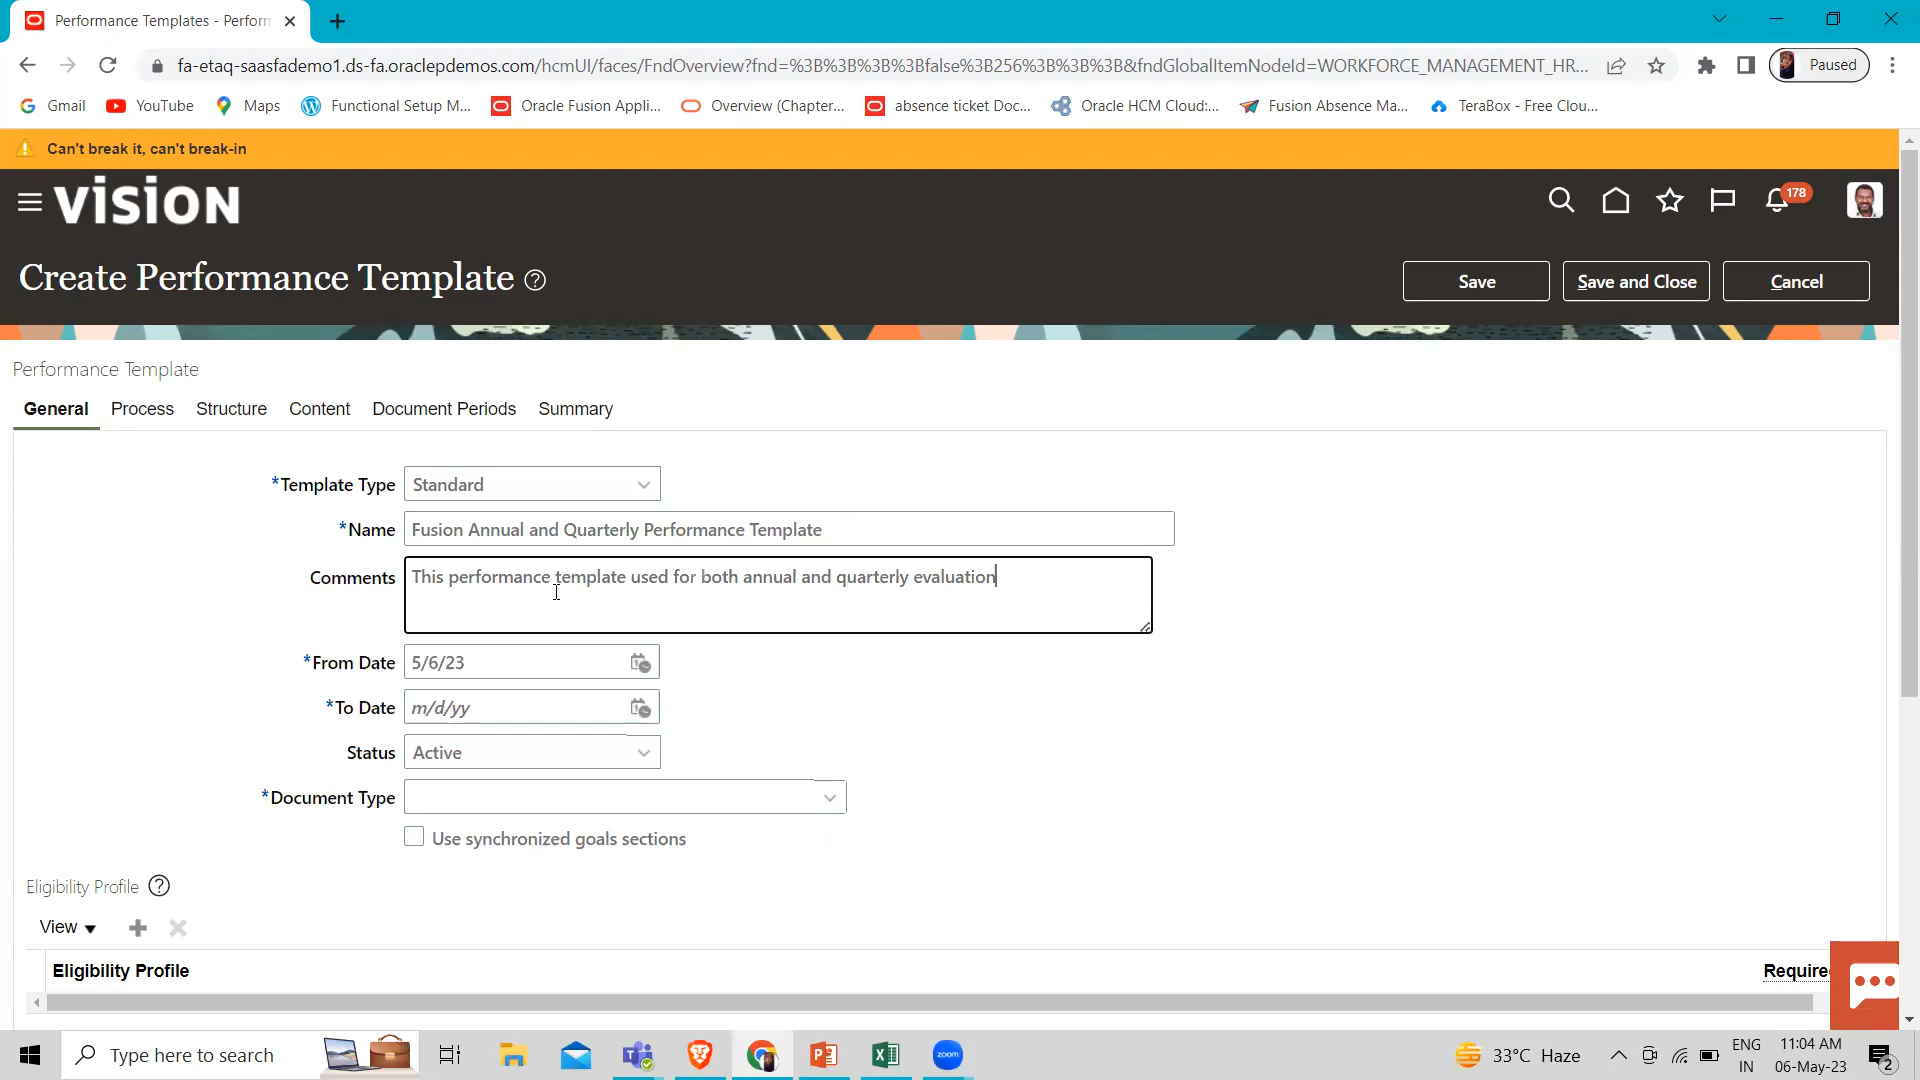 Performance Templates - Perform
fa-etaq-saasfademo1.ds-fa.oraclepdemos.com/hcmUI/faces/FndOverview?fnd=%3B%3B%3B%3Bfalse%3B256%3B%3B%3B&fndGlobalItemNodeId=WORKFORCE_MANAGEMENT_HR...
Paused
Gmail YouTube Maps Functional Setup M... Oracle Fusion Appli... Overview (Chapter... absence ticket Doc... Oracle HCM Cloud:... Fusion Absence Ma... TeraBox - Free Clou...
Can't break it, can't break-in
VISION
178
Create Performance Template ?
Save Save and Close Cancel
Performance Template
General Process Structure Content Document Periods Summary
*Template Type Standard
*Name Fusion Annual and Quarterly Performance Template
Comments This performance template used for both annual and quarterly evaluation
*From Date 5/6/23
*To Date m/d/yy
Status Active
*Document Type
Use synchronized goals sections
Eligibility Profile ?
View
Eligibility Profile Require
Type here to search
zoom
33°C Haze
ENG
IN
11:04 AM
06-May-23
2